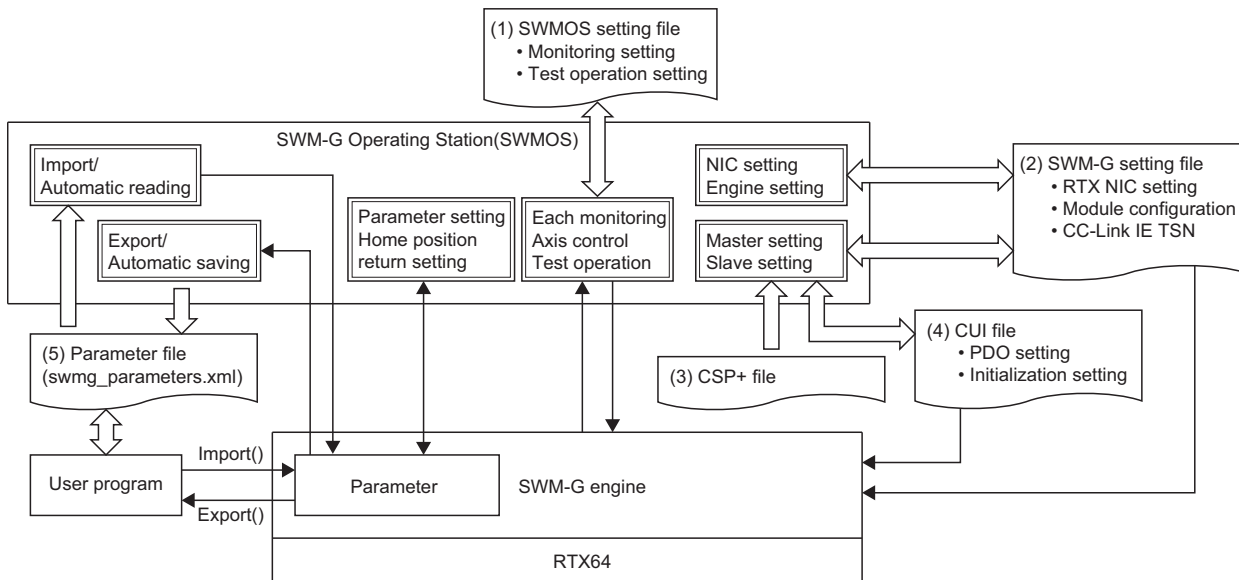 (1) SWMOS setting file
• Monitoring setting
• Test operation setting
SWM-G Operating Station(SWMOS)
Import/
Automatic reading
Export/
Automatic saving
Parameter setting
Home position
return setting
Each monitoring
Axis control
Test operation
NIC setting
Engine setting
Master setting
Slave setting
(2) SWM-G setting file
• RTX NIC setting
• Module configuration
• CC-Link IE TSN
(5) Parameter file
(swmg_parameters.xml)
(3) CSP+ file
(4) CUI file
• PDO setting
• Initialization setting
User program
Import()
Export()
Parameter
SWM-G engine
RTX64